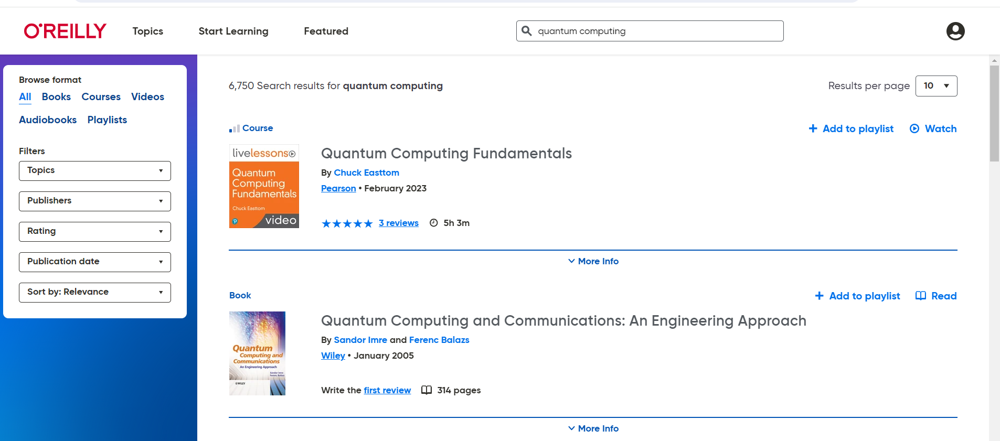 O'REILLY
Topics
Start Learning
Featured
quantum computing
Browse format
All Books Courses Videos
Audiobooks Playlists
Filters
Topics
Publishers
Rating
Publication date
Sort by: Relevance
6,750 Search results for quantum computing
Results per page 10
Course
Add to playlist
Watch
livelessons
Quantum
Computing
Fundamentals
Chuck Easttom
P
video
Quantum Computing Fundamentals
By Chuck Easttom
Pearson • February 2023
3 reviews
5h 3m
More Info
Book
Add to playlist
Read
Quantum
Computing and
Communications
An Engineering Approach
Sándor Imre
Ferenc Balázs
WILEY
Quantum Computing and Communications: An Engineering Approach
By Sandor Imre and Ferenc Balazs
Wiley • January 2005
Write the first review
314 pages
More Info